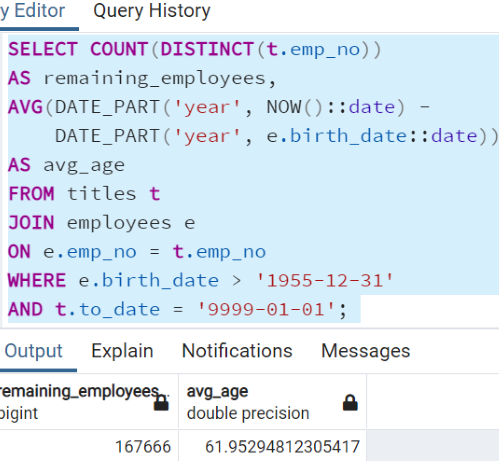 y Editor Query History
SELECT COUNT(DISTINCT(t.emp_no))
AS remaining_employees,
AVG(DATE_PART('year', NOW()::date) -
DATE_PART('year', e.birth_date::date))
AS avg_age
FROM titles t
JOIN employees e
ON e.emp_no = t.emp_no
WHERE e.birth_date > '1955-12-31'
AND t.to_date = '9999-01-01';
Output Explain Notifications Messages
remaining_employees.. avg_age
bigint double precision
167666 61.95294812305417